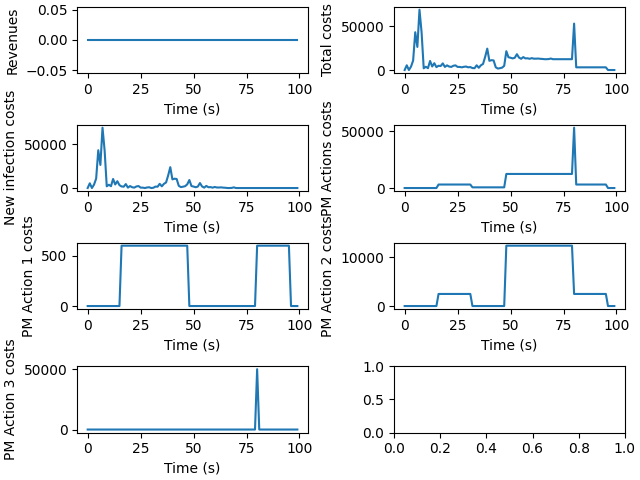 Revenues
0.05
0.00
−0.05
0 25 50 75 100
Time (s)
Total costs
50000
0
0 25 50 75 100
Time (s)
New infection costs
50000
0
0 25 50 75 100
Time (s)
PM Actions costs
50000
0
0 25 50 75 100
Time (s)
PM Action 1 costs
500
0
0 25 50 75 100
Time (s)
PM Action 2 costs
10000
0
0 25 50 75 100
Time (s)
PM Action 3 costs
50000
0
0 25 50 75 100
Time (s)
1.0
0.5
0.0
0.0 0.2 0.4 0.6 0.8 1.0